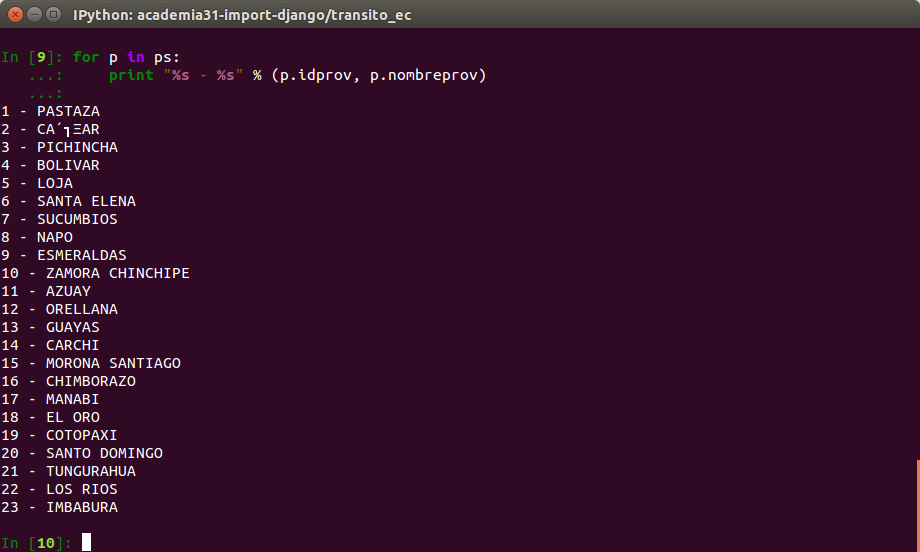 IPython: academia31-import-django/transito_ec
In [9]: for p in ps:
   ...:     print "%s - %s" % (p.idprov, p.nombreprov)
   ...:
1 - PASTAZA
2 - CA´┐ΞAR
3 - PICHINCHA
4 - BOLIVAR
5 - LOJA
6 - SANTA ELENA
7 - SUCUMBIOS
8 - NAPO
9 - ESMERALDAS
10 - ZAMORA CHINCHIPE
11 - AZUAY
12 - ORELLANA
13 - GUAYAS
14 - CARCHI
15 - MORONA SANTIAGO
16 - CHIMBORAZO
17 - MANABI
18 - EL ORO
19 - COTOPAXI
20 - SANTO DOMINGO
21 - TUNGURAHUA
22 - LOS RIOS
23 - IMBABURA
In [10]: